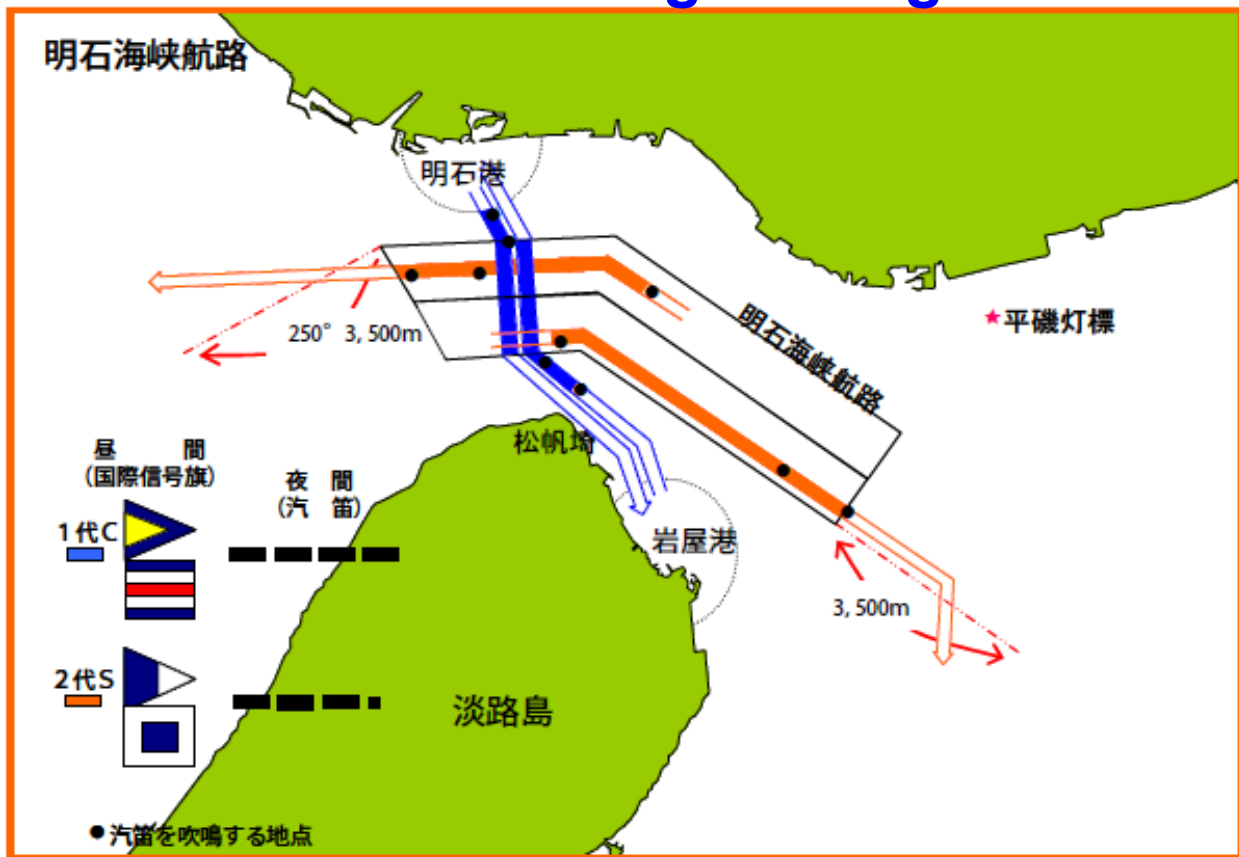 明石海峡航路
明石港
250° 3, 500m
★平磯灯標
明石海峡航路
松帆埼
昼　間
(国際信号旗)
夜　間
(汽　笛)
1代C
岩屋港
3, 500m
2代S
淡路島
●汽笛を吹鳴する地点